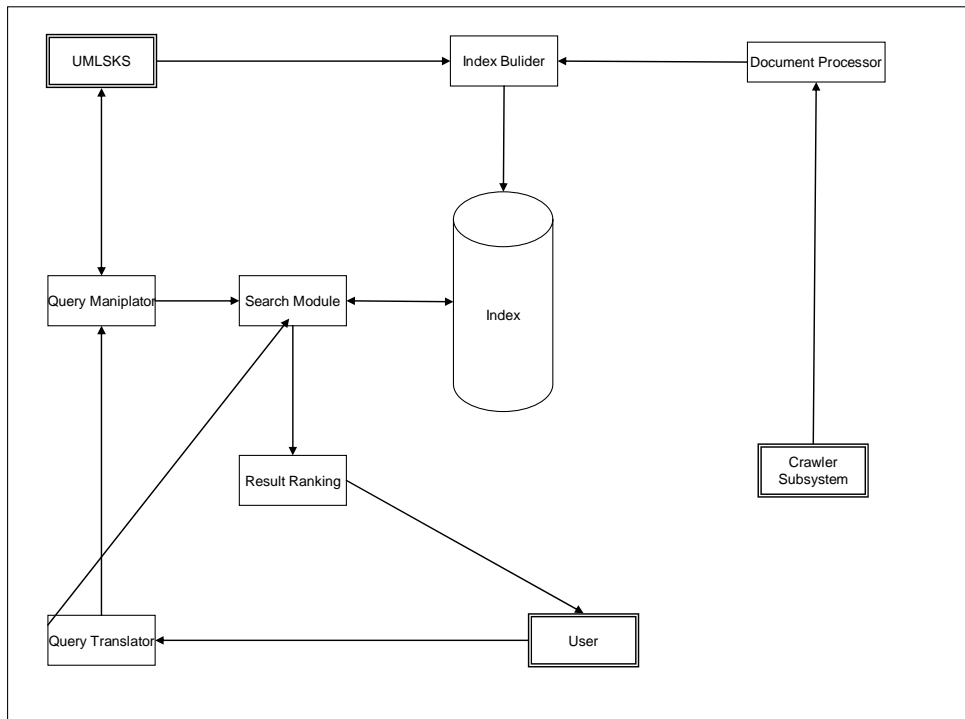 UMLSKS
Index Bulider
Document Processor
Query Maniplator
Search Module
Index
Result Ranking
Crawler
Subsystem
Query Translator
User